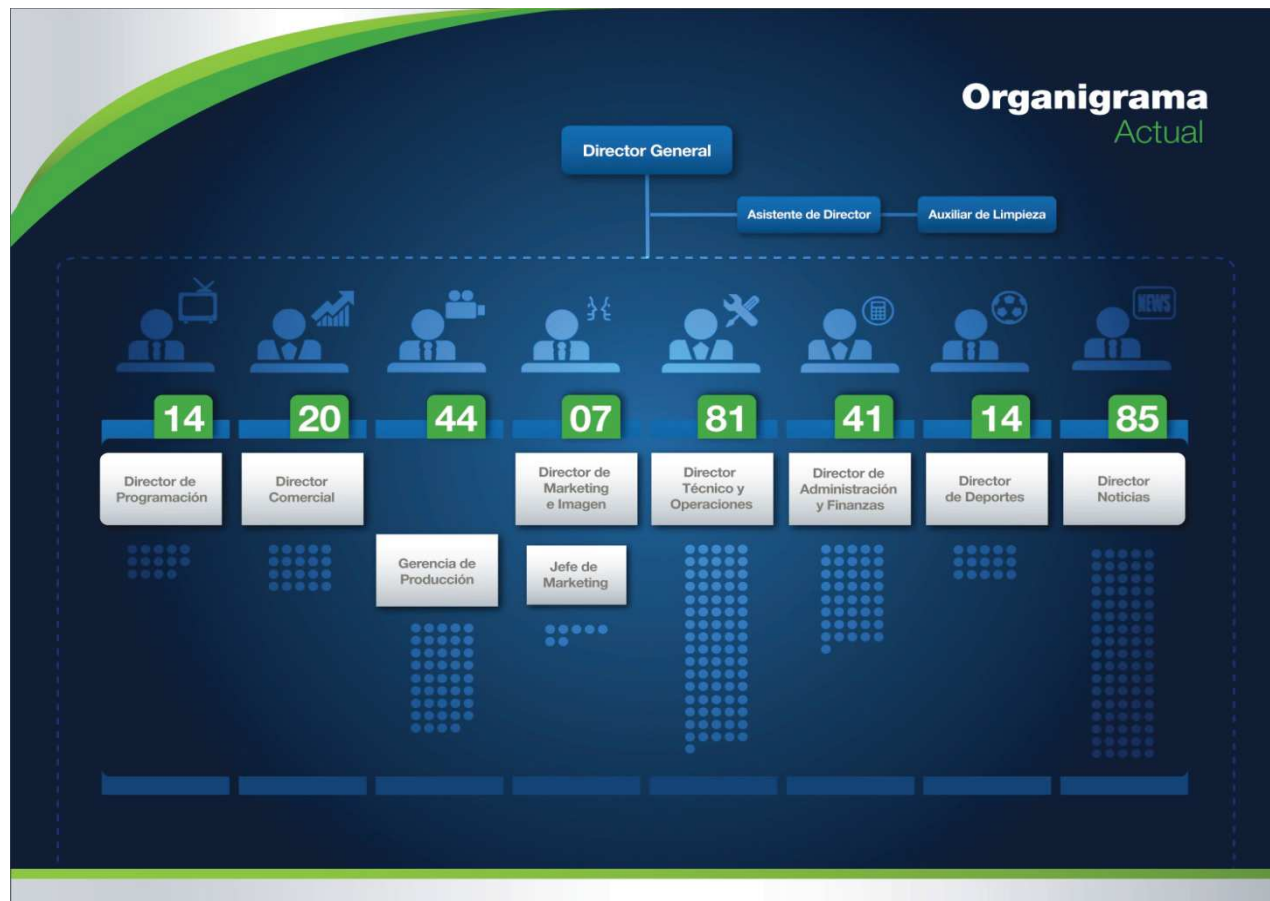 Organigrama
Actual
Director General
Asistente de Director
Auxiliar de Limpieza
NEWS
14
20
44
07
81
41
14
85
Director de
Programación
Director
Comercial
Gerencia de
Producción
Director de
Marketing
e Imagen
Jefe de
Marketing
Director
Técnico y
Operaciones
Director de
Administración
y Finanzas
Director
de Deportes
Director
Noticias